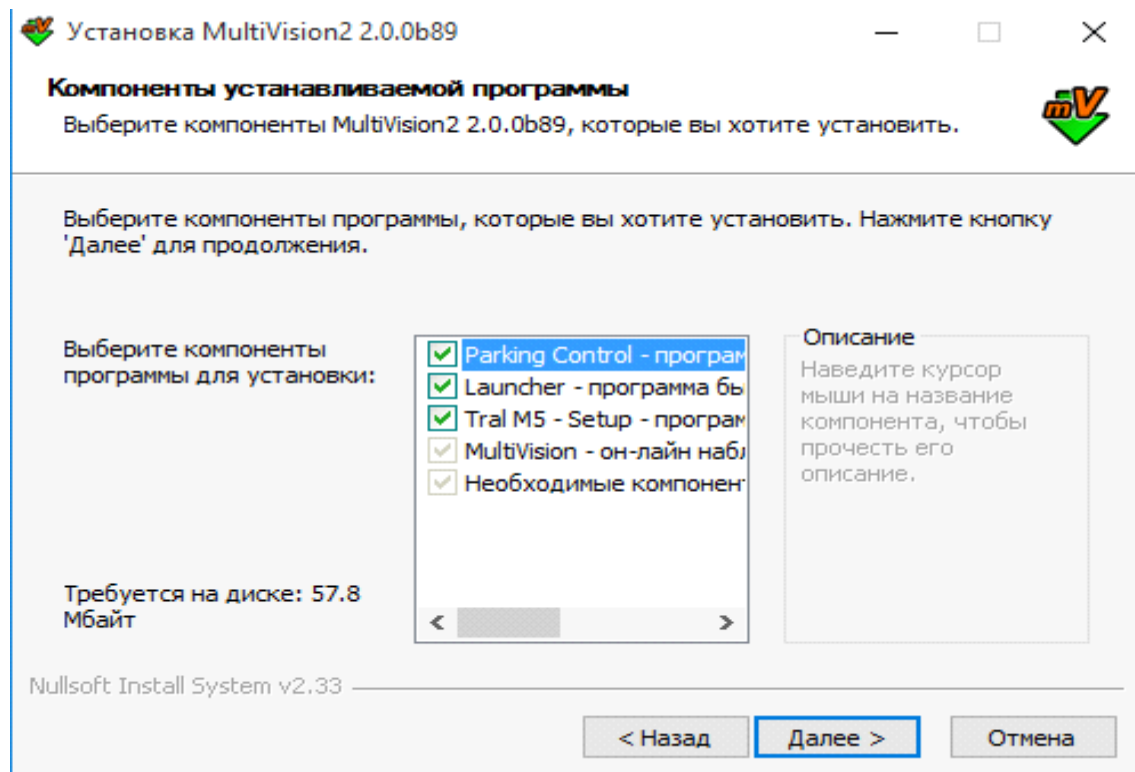 Установка MultiVision2 2.0.0b89
Компоненты устанавливаемой программы
Выберите компоненты MultiVision2 2.0.0b89, которые вы хотите установить.
mV
Выберите компоненты программы, которые вы хотите установить. Нажмите кнопку
'Далее' для продолжения.
Выберите компоненты
программы для установки:
Parking Control - програм
Launcher - программа бы
Tral M5 - Setup - програм
MultiVision - он-лайн наб
Необходимые компонен
Описание
Наведите курсор
мыши на название
компонента, чтобы
прочесть его
описание.
Требуется на диске: 57.8
Мбайт
Nullsoft Install System v2.33
< Назад
Далее >
Отмена